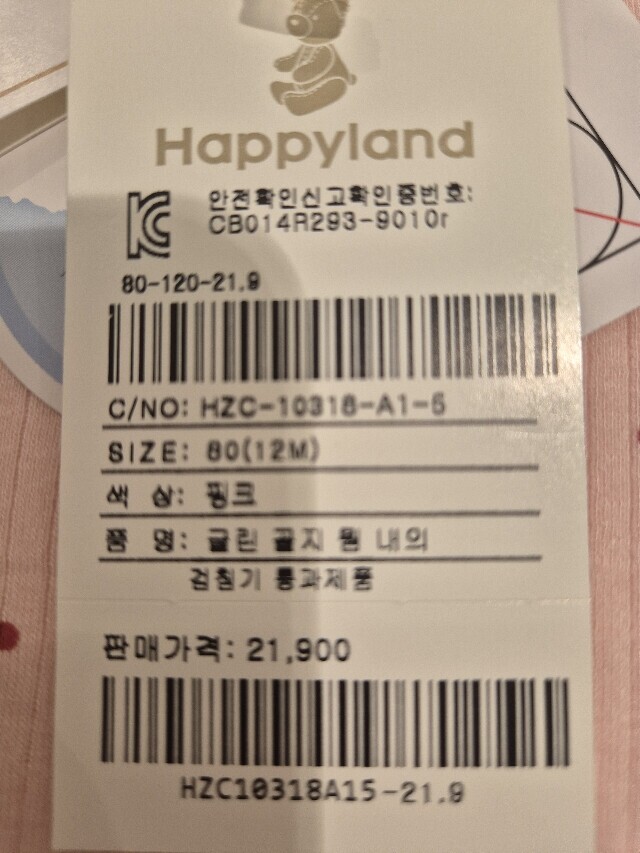 Happyland
안전확인신고확인증번호:
CB014R293-9010r
80-120-21.9
C/NO: HZC-10318-A1-5
SIZE: 80(12M)
색 상: 핑크
품 명: 글린 골지 웜 내의
검침기 통과제품
판매가격: 21,900
HZC10318A15-21.9